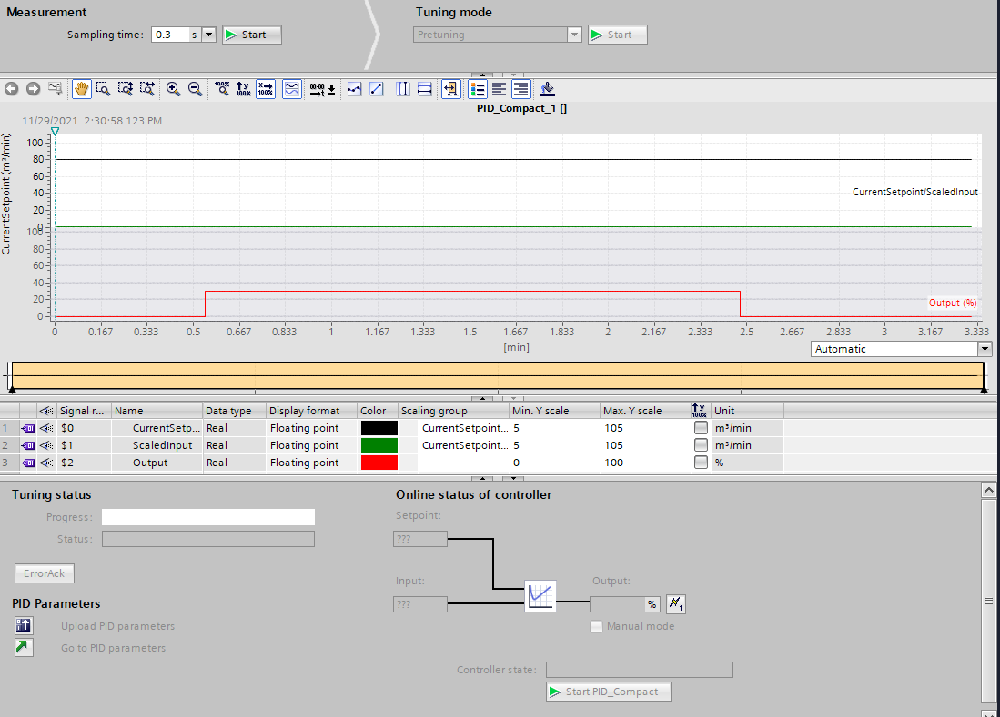 Measurement
Tuning mode
Sampling time: 0.3 s Start
Pretuning Start
PID_Compact_1 []
11/29/2021 2:30:58.123 PM
CurrentSetpoint (m³/min)
100
80
60
40
20
0
CurrentSetpoint/ScaledInput
100
80
60
40
20
0
Output (%)
0 0.167 0.333 0.5 0.667 0.833 1 1.167 1.333 1.5 1.667 1.833 2 2.167 2.333 2.5 2.667 2.833 3 3.167 3.333
[min]
Automatic
Signal r... Name Data type Display format Color Scaling group Min. Y scale Max. Y scale Unit
1 $0 CurrentSetp... Real Floating point CurrentSetpoint... 5 105 m³/min
2 $1 ScaledInput Real Floating point CurrentSetpoint... 5 105 m³/min
3 $2 Output Real Floating point 0 100 %
Tuning status
Online status of controller
Progress:
Setpoint:
Status:
???
ErrorAck
Input:
Output:
PID Parameters
??? %
Upload PID parameters
Manual mode
Go to PID parameters
Controller state:
Start PID_Compact